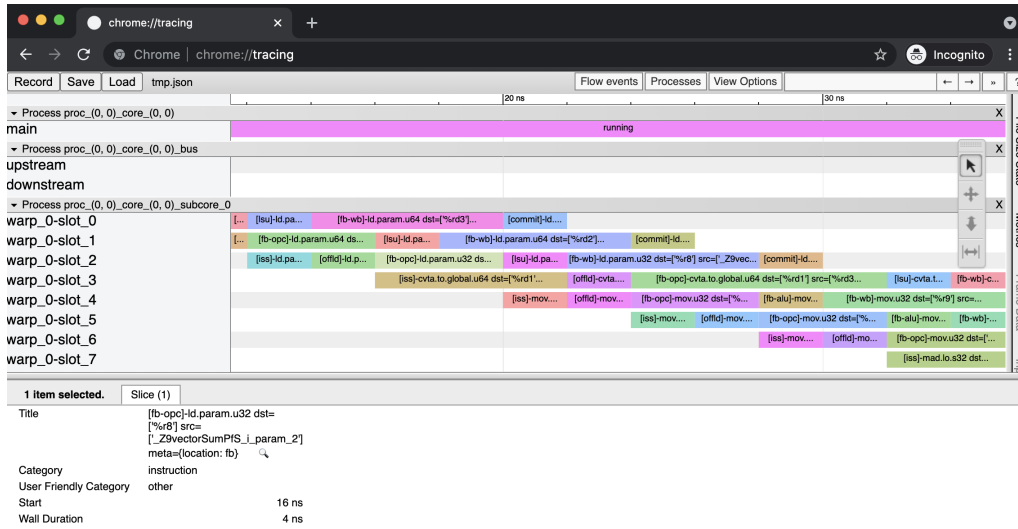 chrome://tracing
Chrome | chrome://tracing
Incognito
Record Save Load tmp.json Flow events Processes View Options ← → »
20 ns 30 ns
Process proc_(0, 0)_core_(0, 0) X
main running
Process proc_(0, 0)_core_(0, 0)_bus X
upstream
downstream
Process proc_(0, 0)_core_(0, 0)_subcore_0 X
warp_0-slot_0 [... [lsu]-ld.pa... [fb-wb]-ld.param.u64 dst=['%rd3']... [commit]-ld....
warp_0-slot_1 [... [fb-opc]-ld.param.u64 ds... [lsu]-ld.pa... [fb-wb]-ld.param.u64 dst=['%rd2']... [commit]-ld....
warp_0-slot_2 [iss]-ld.pa... [offld]-ld.p... [fb-opc]-ld.param.u32 ds... [lsu]-ld.pa... [fb-wb]-ld.param.u32 dst=['%r8'] src=['_Z9vec... [commit]-ld....
warp_0-slot_3 [iss]-cvta.to.global.u64 dst=['%rd1'... [offld]-cvta.... [fb-opc]-cvta.to.global.u64 dst=['%rd1'] src=['%rd3... [lsu]-cvta.t... [fb-wb]-c...
warp_0-slot_4 [iss]-mov.... [offld]-mov.... [fb-opc]-mov.u32 dst=['%... [fb-alu]-mov... [fb-wb]-mov.u32 dst=['%r9'] src=...
warp_0-slot_5 [iss]-mov.... [offld]-mov.... [fb-opc]-mov.u32 dst=['%... [fb-alu]-mov... [fb-wb]-...
warp_0-slot_6 [iss]-mov.... [offld]-mo... [fb-opc]-mov.u32 dst=['...
warp_0-slot_7 [iss]-mad.lo.s32 dst...
1 item selected. Slice (1)
Title [fb-opc]-ld.param.u32 dst=
['%r8'] src=
['_Z9vectorSumPfS_i_param_2']
meta={location: fb}
Category instruction
User Friendly Category other
Start 16 ns
Wall Duration 4 ns